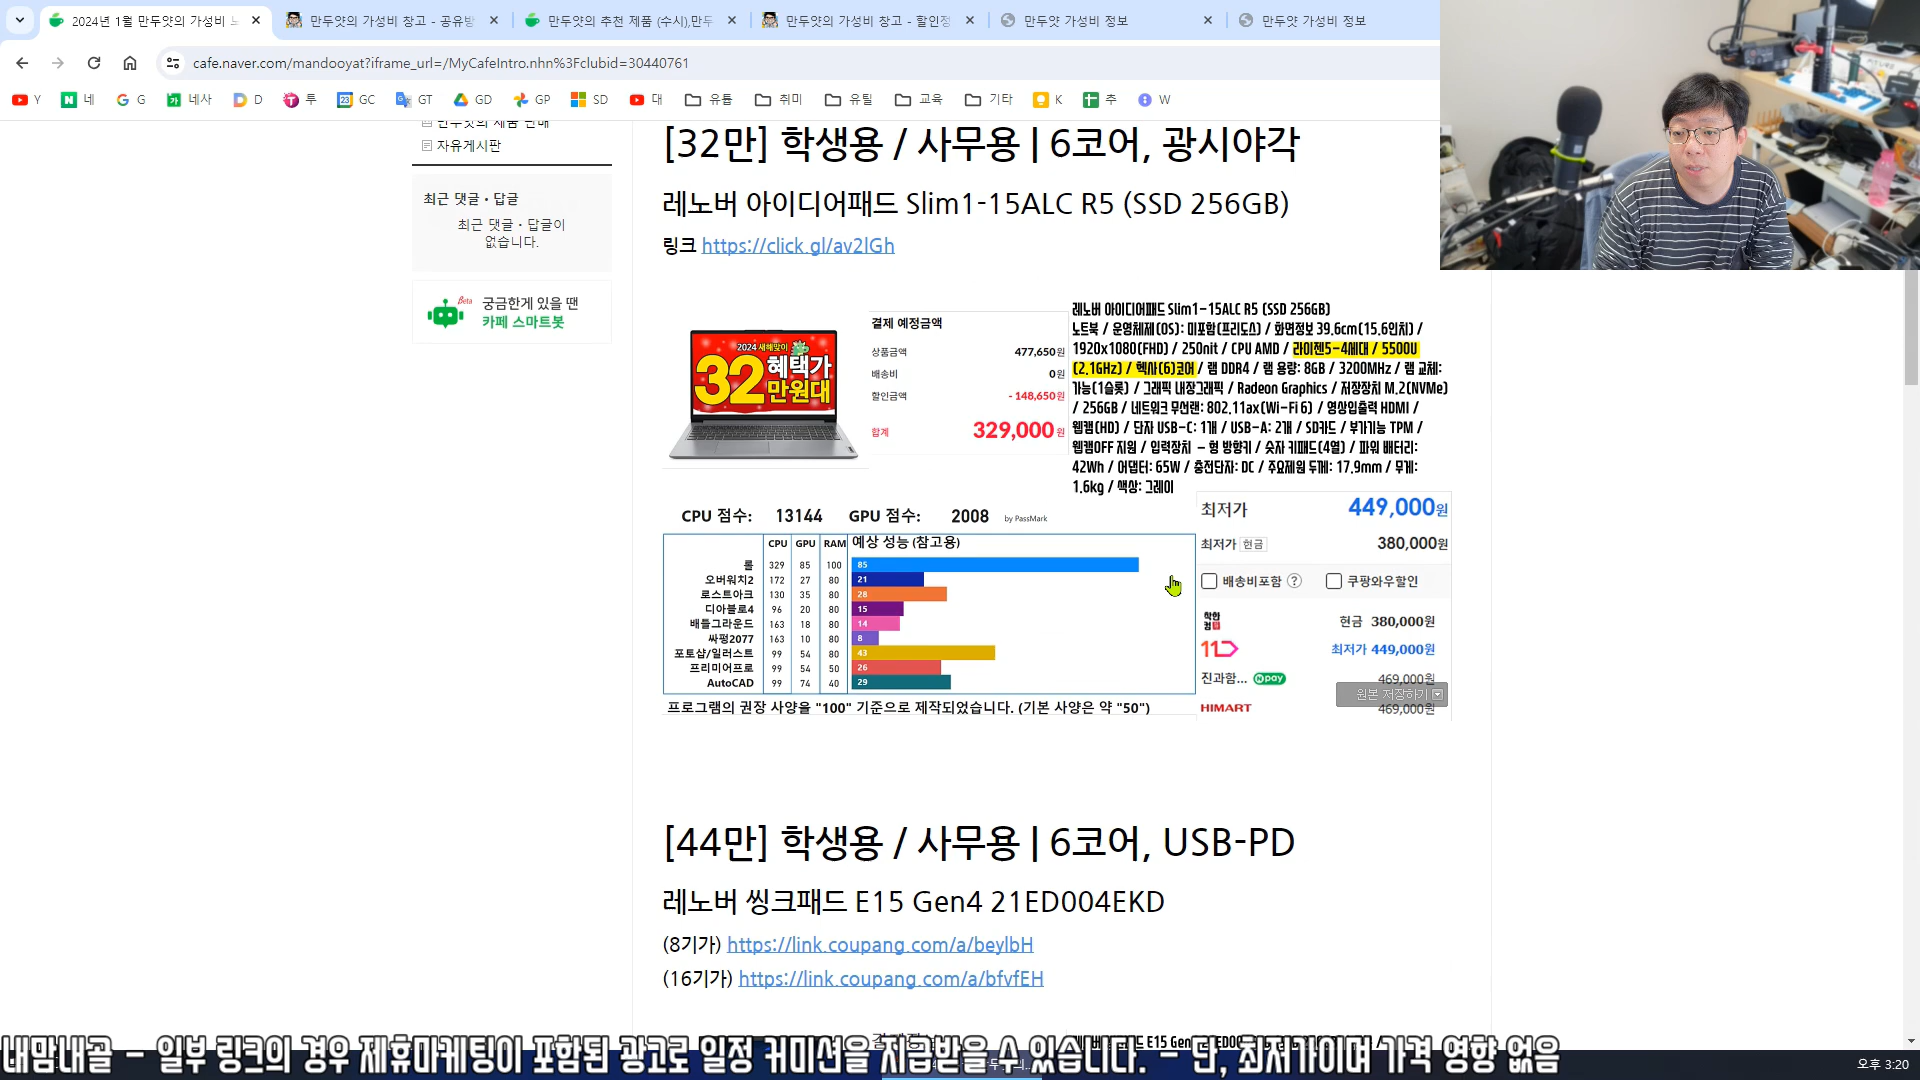 2024년 1월 만두얏의 가성비 노
만두얏의 가성비 창고 - 공유방
만두얏의 추천 제품 (수시),만두
만두얏의 가성비 창고 - 할인정
만두얏 가성비 정보
만두얏 가성비 정보
cafe.naver.com/mandooyat?iframe_url=/MyCafeIntro.nhn%3Fclubid=30440761
Y 네 G 네사 D 투 GC GT GD GP SD 대 유튭 취미 유틸 교육 기타 K 추 W
만두얏의 제품 판매
자유게시판
최근 댓글・답글
최근 댓글・답글이
없습니다.
Beta
궁금한게 있을 땐
카페 스마트봇
[32만] 학생용 / 사무용 | 6코어, 광시야각
레노버 아이디어패드 Slim1-15ALC R5 (SSD 256GB)
링크 https://click.gl/av2lGh
2024 새해맞이
32 혜택가
만원대
결제 예정금액
상품금액 477,650원
배송비 0원
할인금액 - 148,650원
합계 329,000원
레노버 아이디어패드 Slim1-15ALC R5 (SSD 256GB)
노트북 / 운영체제(OS): 미포함(프리도스) / 화면정보 39.6cm(15.6인치) /
1920x1080(FHD) / 250nit / CPU AMD / 라이젠5-4세대 / 5500U
(2.1GHz) / 헥사(6)코어 / 램 DDR4 / 램 용량: 8GB / 3200MHz / 램 교체:
가능(1슬롯) / 그래픽 내장그래픽 / Radeon Graphics / 저장장치 M.2(NVMe)
/ 256GB / 네트워크 무선랜: 802.11ax(Wi-Fi 6) / 영상입출력 HDMI /
웹캠(HD) / 단자 USB-C: 1개 / USB-A: 2개 / SD카드 / 부가기능 TPM /
웹캠OFF 지원 / 입력장치 ㅡ형 방향키 / 숫자 키패드(4열) / 파워 배터리:
42Wh / 어댑터: 65W / 충전단자: DC / 주요제원 두께: 17.9mm / 무게:
1.6kg / 색상: 그레이
CPU 점수: 13144 GPU 점수: 2008 by PassMark
CPU GPU RAM 예상 성능 (참고용)
롤 329 85 100 85
오버워치2 172 27 80 21
로스트아크 130 35 80 28
디아블로4 96 20 80 15
배틀그라운드 163 18 80 14
싸펑2077 163 10 80 8
포토샵/일러스트 99 54 80 43
프리미어프로 99 54 50 26
AutoCAD 99 74 40 29
프로그램의 권장 사양을 "100" 기준으로 제작되었습니다. (기본 사양은 약 "50")
최저가 449,000원
최저가 현금 380,000원
배송비포함 ? 쿠팡와우할인
착한컴 현금 380,000원
11 최저가 449,000원
진과함... N pay 469,000원
원본 저장하기
HIMART 469,000원
[44만] 학생용 / 사무용 | 6코어, USB-PD
레노버 씽크패드 E15 Gen4 21ED004EKD
(8기가) https://link.coupang.com/a/beylbH
(16기가) https://link.coupang.com/a/bfvfEH
내맘내골 - 일부 링크의 경우 제휴마케팅이 포함된 광고로 일정 커미션을 지급받을 수 있습니다. - 단, 최저가이며 가격 영향 없음
오후 3:20